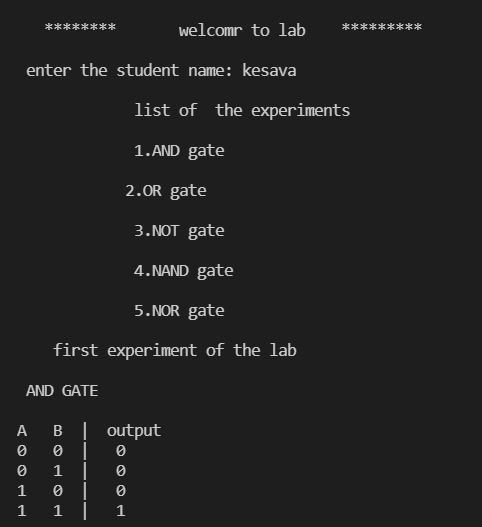 ******** welcomr to lab *********
enter the student name: kesava
list of  the experiments
1.AND gate
2.OR gate
3.NOT gate
4.NAND gate
5.NOR gate
first experiment of the lab
AND GATE
A   B  |  output
0   0  |   0
0   1  |   0
1   0  |   0
1   1  |   1